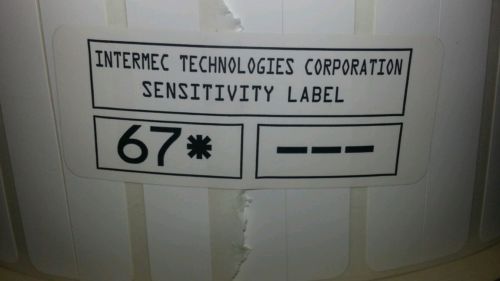 INTERMEC TECHNOLOGIES CORPORATION
SENSITIVITY LABEL
67* ---